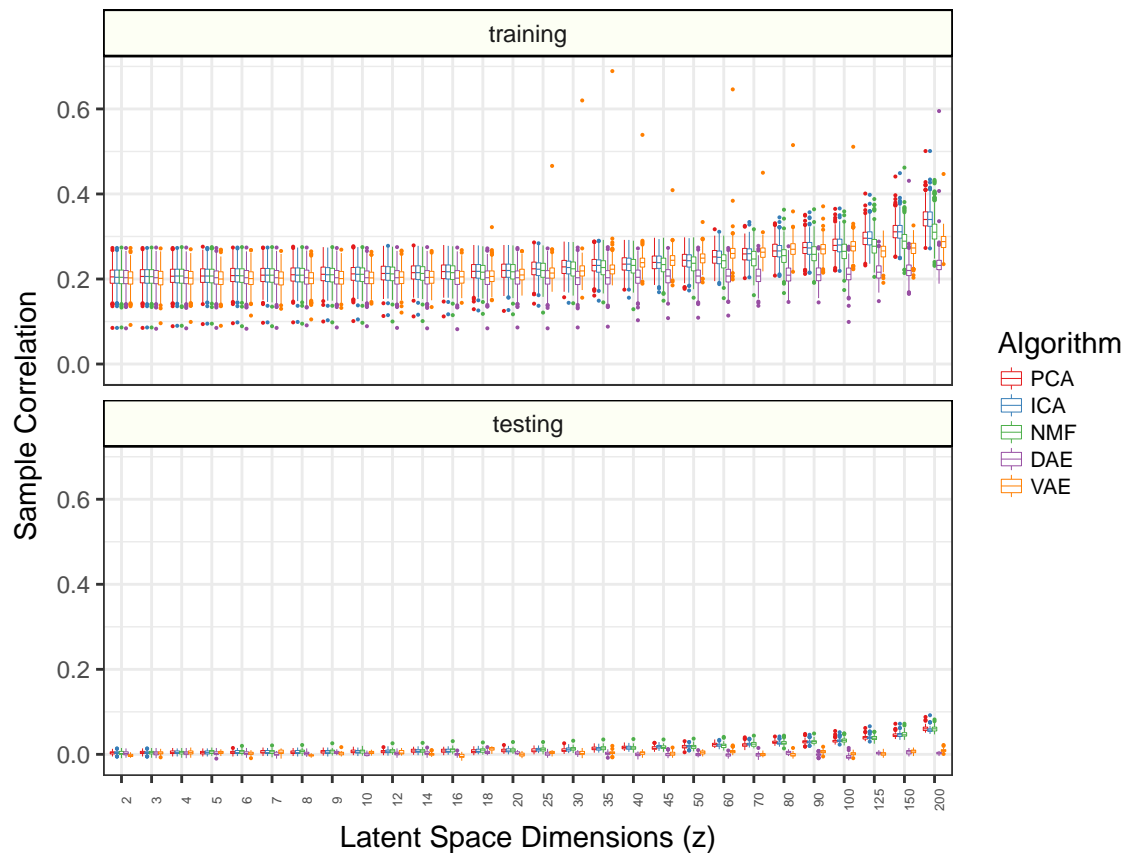 training
0.6
0.4
0.2
0.0
testing
0.6
0.4
0.2
0.0
Sample Correlation
2 3 4 5 6 7 8 9 10 12 14 16 18 20 25 30 35 40 45 50 60 70 80 90 100 125 150 200
Latent Space Dimensions (z)
Algorithm
PCA
ICA
NMF
DAE
VAE